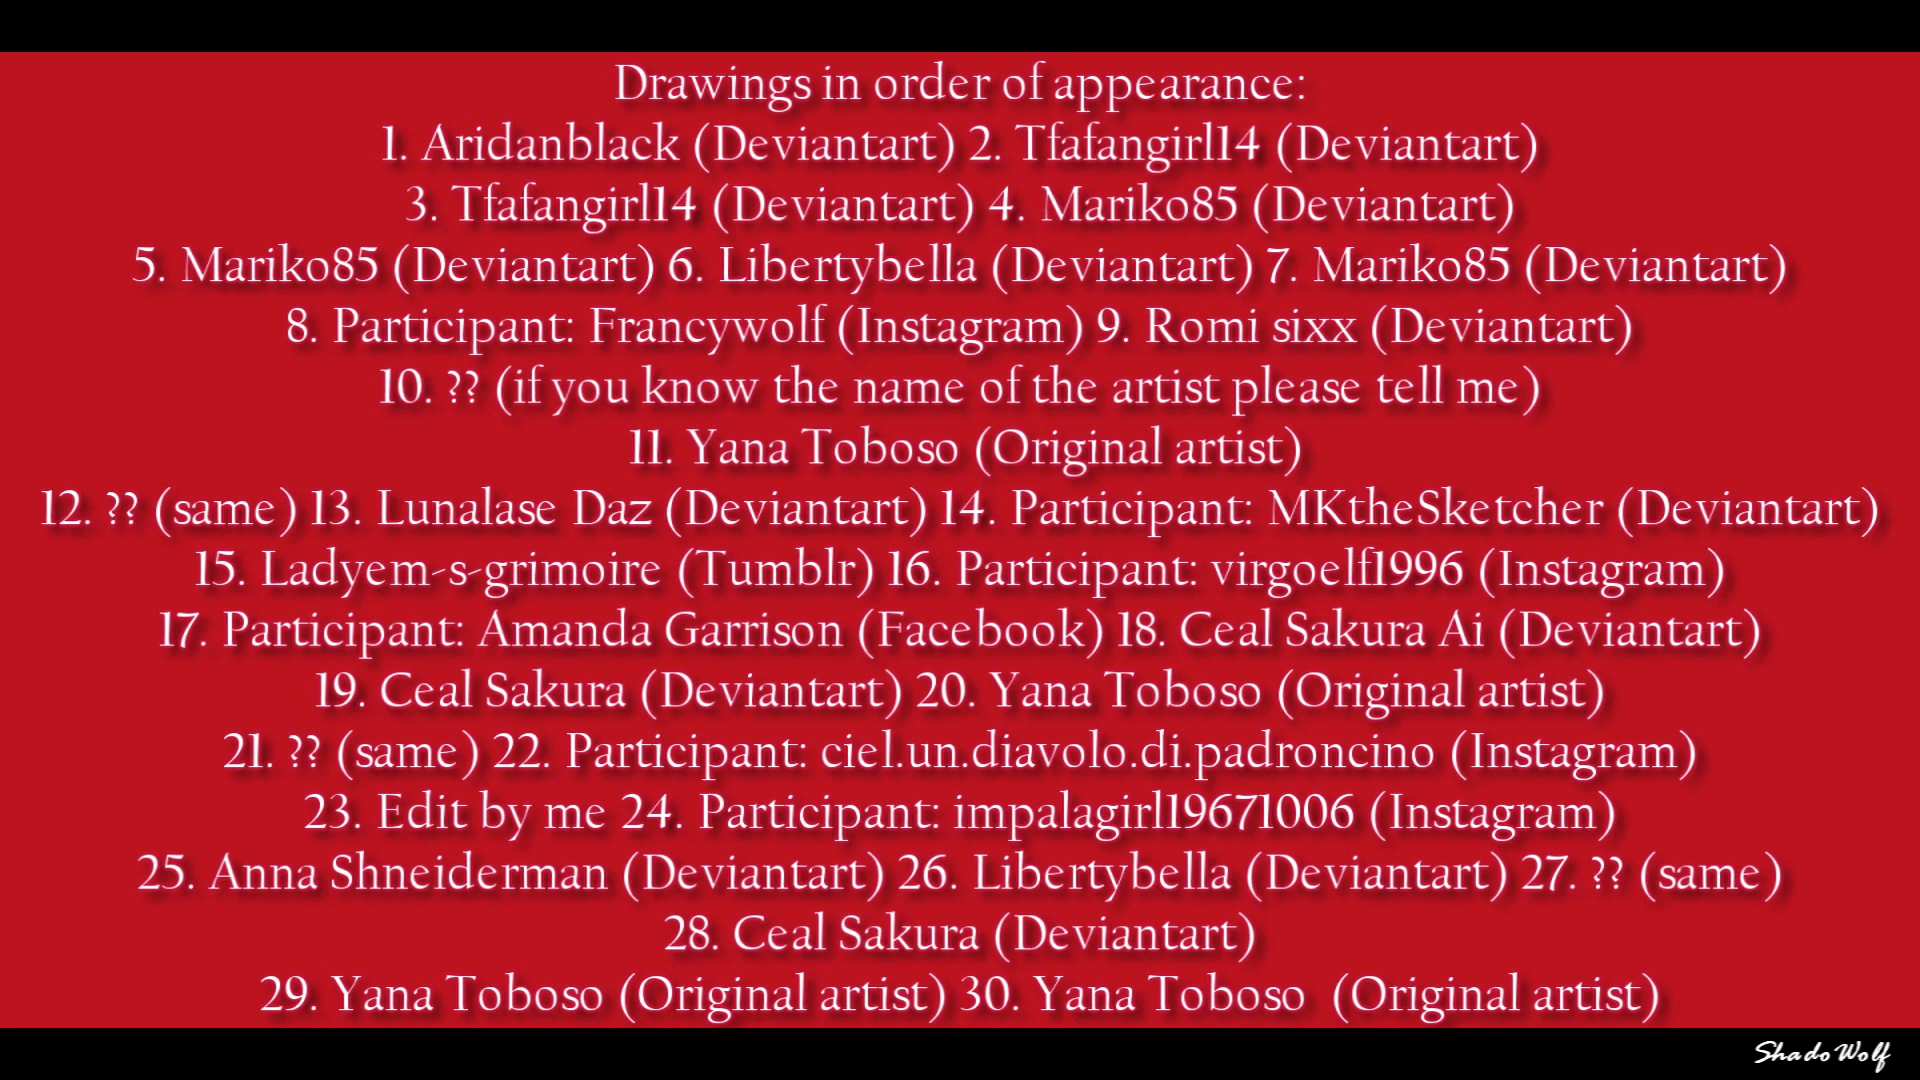 Drawings in order of appearance:
1. Aridanblack (Deviantart) 2. Tfafangirl14 (Deviantart)
3. Tfafangirl14 (Deviantart) 4. Mariko85 (Deviantart)
5. Mariko85 (Deviantart) 6. Libertybella (Deviantart) 7. Mariko85 (Deviantart)
8. Participant: Francywolf (Instagram) 9. Romi sixx (Deviantart)
10. ?? (if you know the name of the artist please tell me)
11. Yana Toboso (Original artist)
12. ?? (same) 13. Lunalase Daz (Deviantart) 14. Participant: MKtheSketcher (Deviantart)
15. Ladyem-s-grimoire (Tumblr) 16. Participant: virgoelf1996 (Instagram)
17. Participant: Amanda Garrison (Facebook) 18. Ceal Sakura Ai (Deviantart)
19. Ceal Sakura (Deviantart) 20. Yana Toboso (Original artist)
21. ?? (same) 22. Participant: ciel.un.diavolo.di.padroncino (Instagram)
23. Edit by me 24. Participant: impalagirl19671006 (Instagram)
25. Anna Shneiderman (Deviantart) 26. Libertybella (Deviantart) 27. ?? (same)
28. Ceal Sakura (Deviantart)
29. Yana Toboso (Original artist) 30. Yana Toboso (Original artist)
ShadoWolf